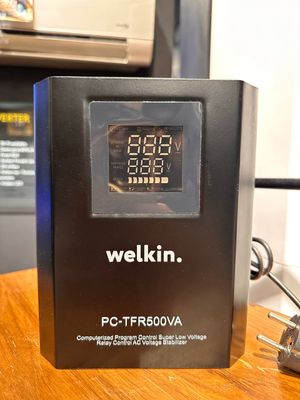 VERTER
888 V
888 V
welkin.
PC-TFR500VA
Computerized Program Control Super Low Voltage
Relay Control AC Voltage Stabilizer